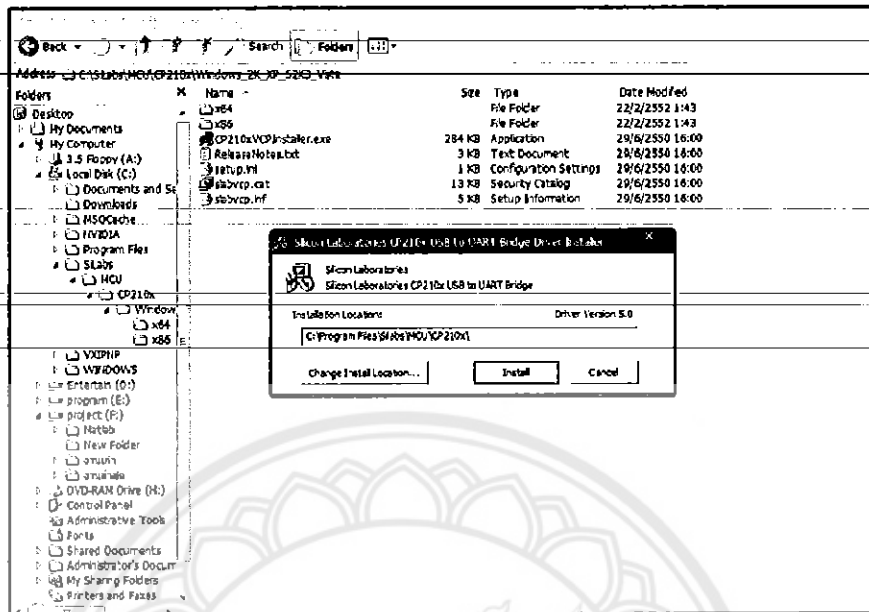 Back Search Folders
Address C:\SLabs\MCU\CP210x\Windows_2K_XP_S2K3_Vista
Folders X Name Size Type Date Modified
Desktop
My Documents
My Computer
3.5 Floppy (A:)
Local Disk (C:)
Documents and Se
Downloads
MSOCache
NVIDIA
Program Files
SLabs
MCU
CP210x
Window
x64
x86
VXIPNP
WINDOWS
Entertain (D:)
program (E:)
project (F:)
Matlab
New Folder
DVD-RAM Drive (H:)
Control Panel
Administrative Tools
Fonts
Shared Documents
Administrator's Docum
My Sharing Folders
Printers and Faxes
x64 File Folder 22/2/2552 1:43
x86 File Folder 22/2/2552 1:43
CP210xVCPInstaller.exe 284 KB Application 29/6/2550 16:00
ReleaseNotes.txt 3 KB Text Document 29/6/2550 16:00
setup.ini 1 KB Configuration Settings 29/6/2550 16:00
slabvcp.cat 13 KB Security Catalog 29/6/2550 16:00
slabvcp.inf 5 KB Setup Information 29/6/2550 16:00
Silicon Laboratories CP210x USB to UART Bridge Driver Installer X
Silicon Laboratories
Silicon Laboratories CP210x USB to UART Bridge
Installation Location: Driver Version 5.0
C:\Program Files\Slabs\MCU\CP210x\
Change Install Location... Install Cancel